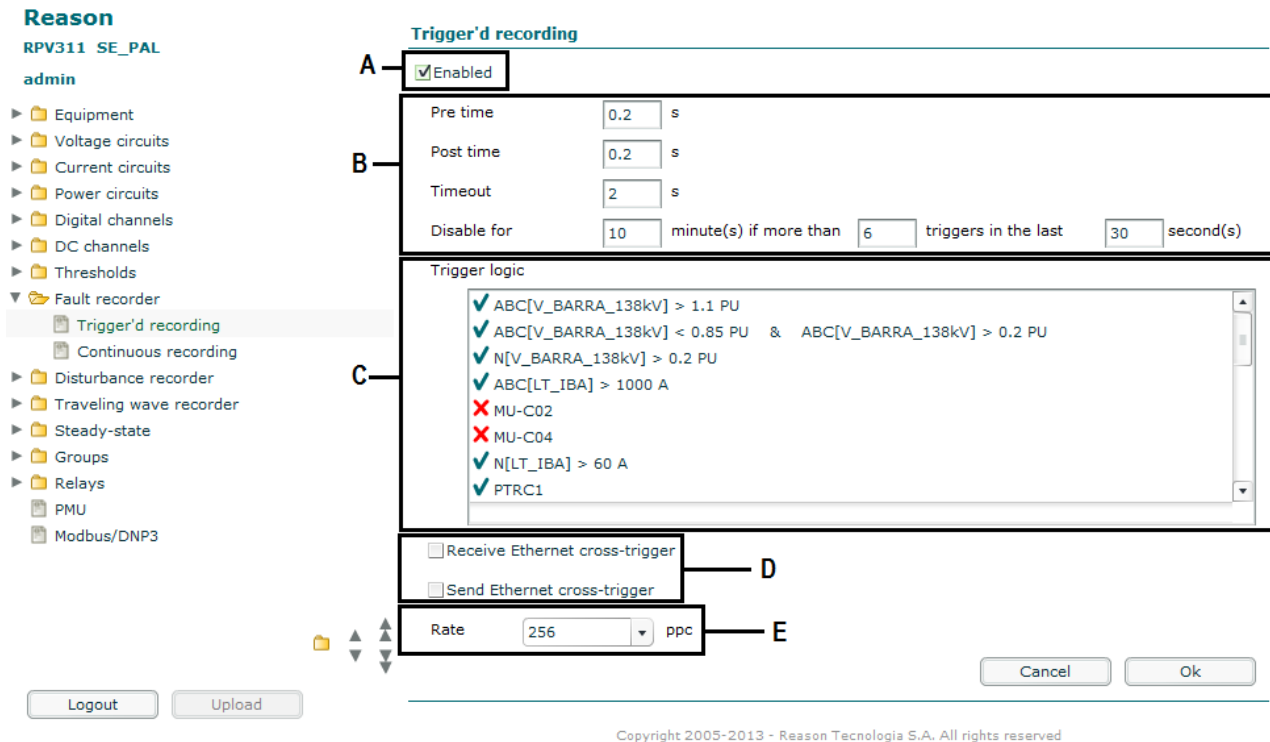 Reason
RPV311 SE_PAL
admin
Equipment
Voltage circuits
Current circuits
Power circuits
Digital channels
DC channels
Thresholds
Fault recorder
Trigger'd recording
Continuous recording
Disturbance recorder
Traveling wave recorder
Steady-state
Groups
Relays
PMU
Modbus/DNP3
Logout Upload
Trigger'd recording
A
Enabled
B
Pre time 0.2 s
Post time 0.2 s
Timeout 2 s
Disable for 10 minute(s) if more than 6 triggers in the last 30 second(s)
C
Trigger logic
ABC[V_BARRA_138kV] > 1.1 PU
ABC[V_BARRA_138kV] < 0.85 PU & ABC[V_BARRA_138kV] > 0.2 PU
N[V_BARRA_138kV] > 0.2 PU
ABC[LT_IBA] > 1000 A
MU-C02
MU-C04
N[LT_IBA] > 60 A
PTRC1
Receive Ethernet cross-trigger
Send Ethernet cross-trigger
D
Rate 256 ppc
E
Cancel Ok
Copyright 2005-2013 - Reason Tecnologia S.A. All rights reserved